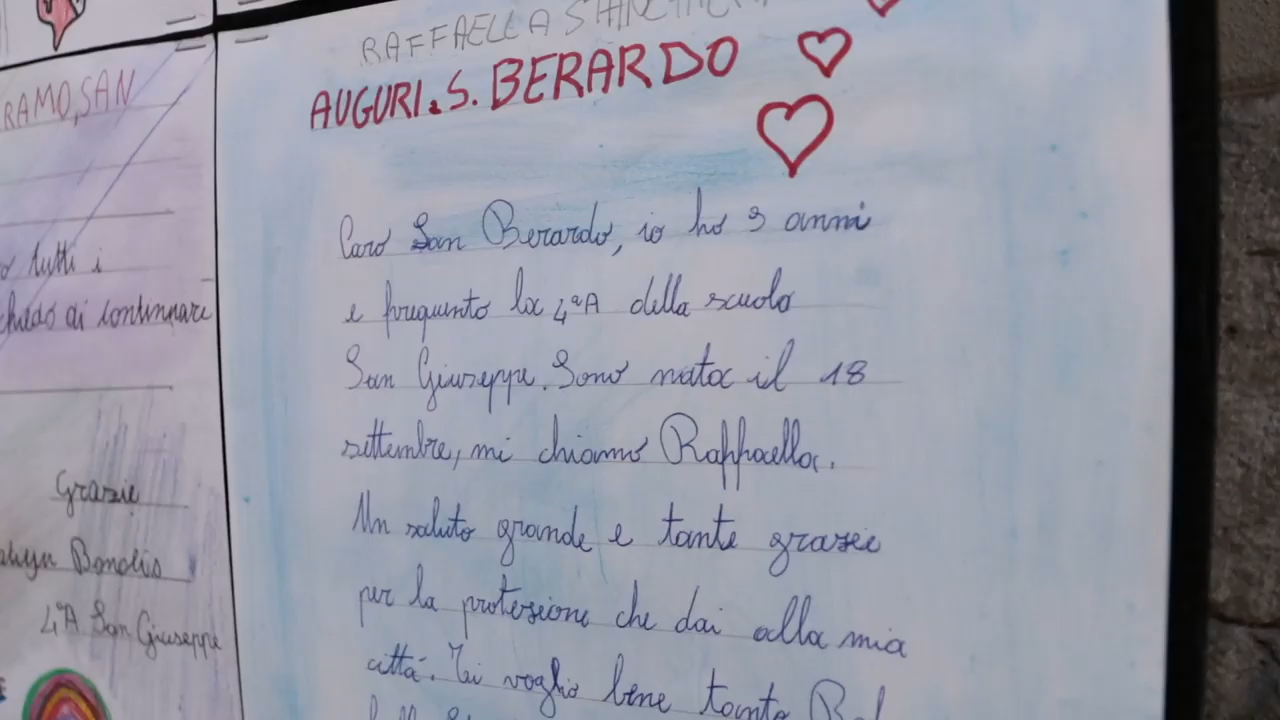 RAMO, SAN
tutti i
chiedo di continuare
Grazie
Bonolis
4ªA San Giuseppe
RAFFAELLA
AUGURI. S. BERARDO
Caro San Berardo, io ho 9 anni
e frequento la 4ªA della scuola
San Giuseppe. Sono nata il 18
settembre, mi chiamo Raffaella.
Un saluto grande e tante grazie
per la protezione che dai alla mia
città. Ti voglio bene tanto